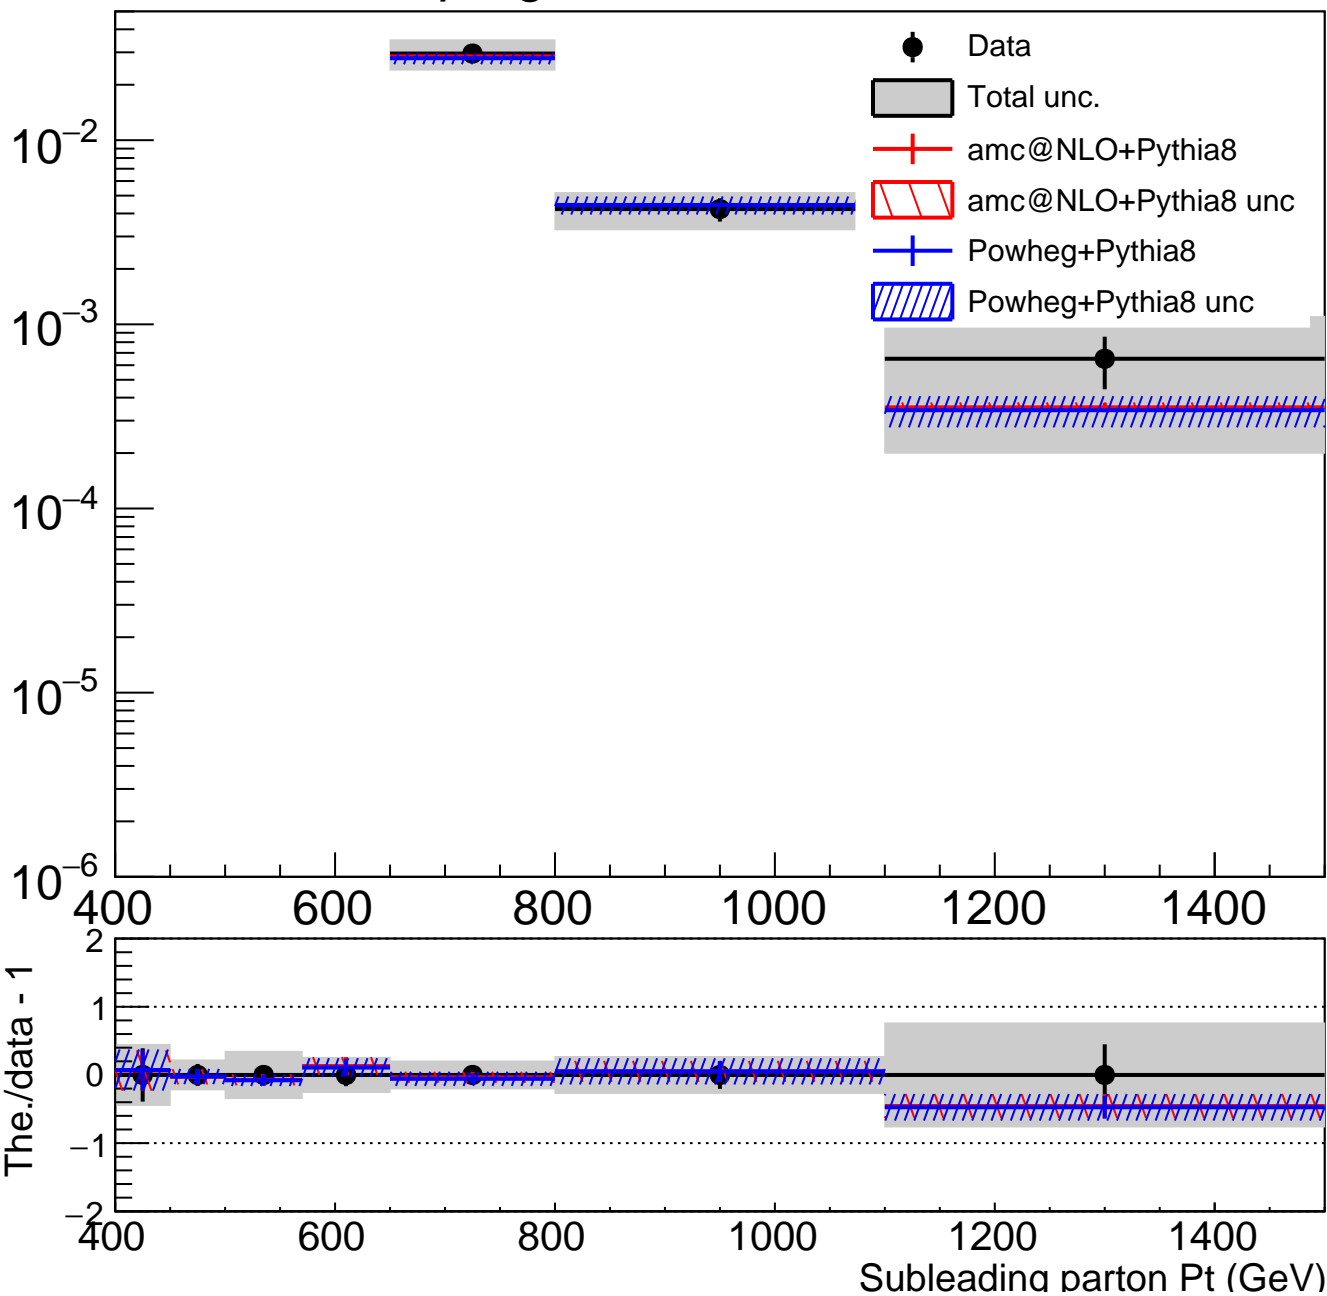 Data
Total unc.
amc@NLO+Pythia8
amc@NLO+Pythia8 unc
Powheg+Pythia8
Powheg+Pythia8 unc
10⁻²
10⁻³
10⁻⁴
10⁻⁵
10⁻⁶
400 600 800 1000 1200 1400
The./data - 1
2
1
0
−1
−2
400 600 800 1000 1200 1400
Subleading parton Pt (GeV)